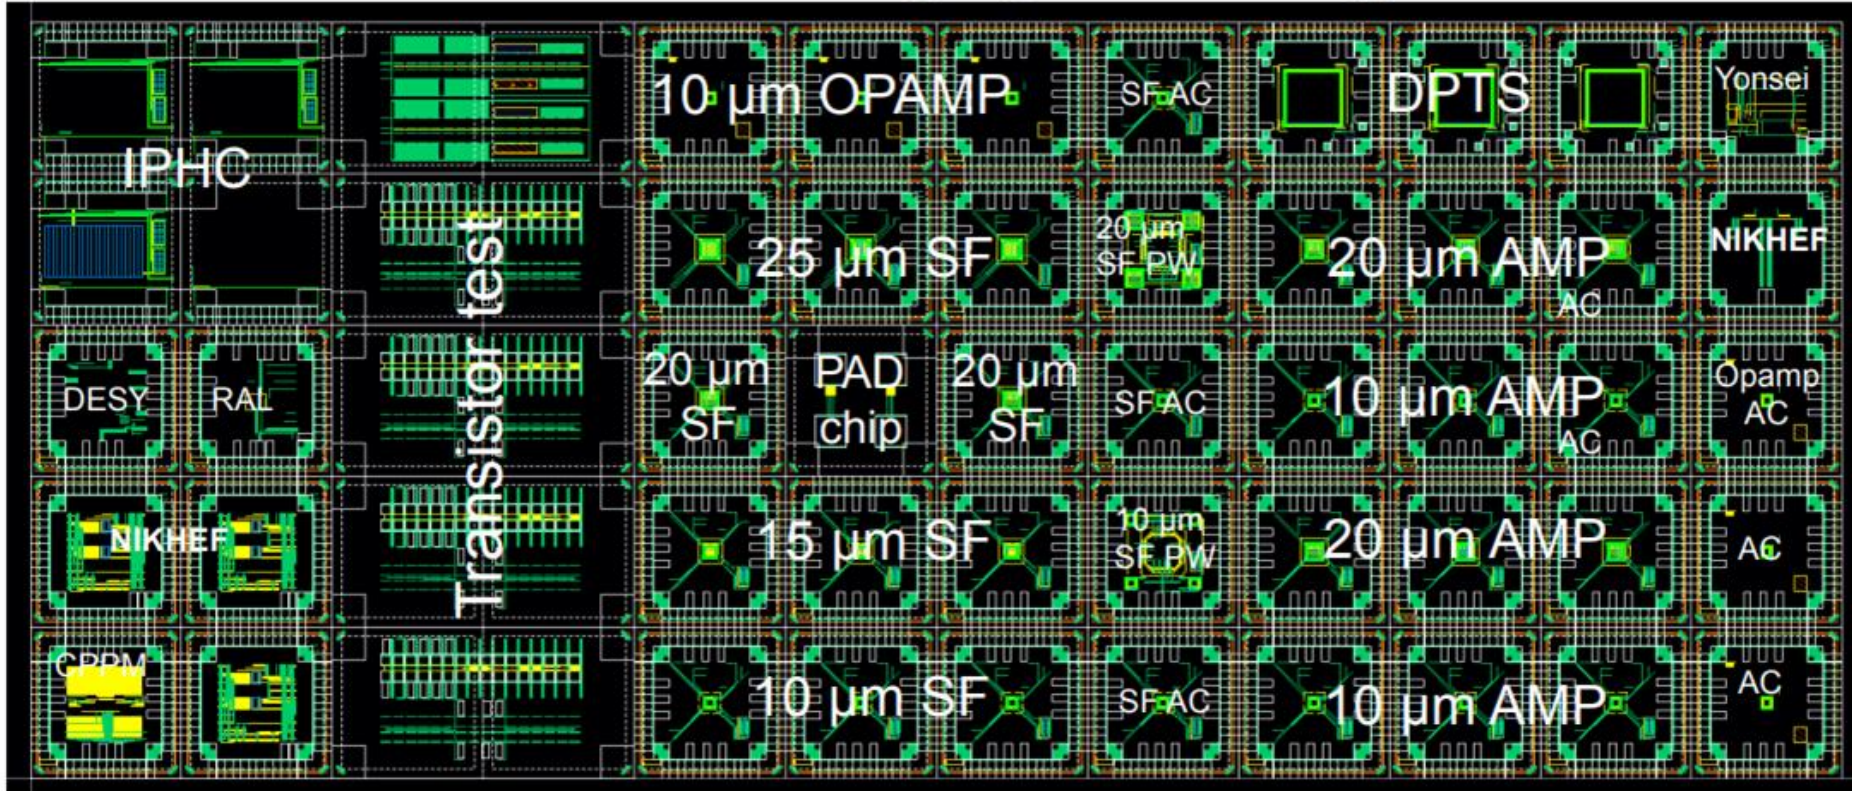 10 µm OPAMP
SF AC
DPTS
Yonsei
IPHC
Transistor test
25 µm SF
20 µm
SF PW
20 µm AMP
AC
NIKHEF
DESY
RAL
20 µm
SF
PAD
chip
20 µm
SF
SF AC
10 µm AMP
AC
Opamp
AC
NIKHEF
15 µm SF
10 µm
SF PW
20 µm AMP
AC
CPPM
10 µm SF
SF AC
10 µm AMP
AC